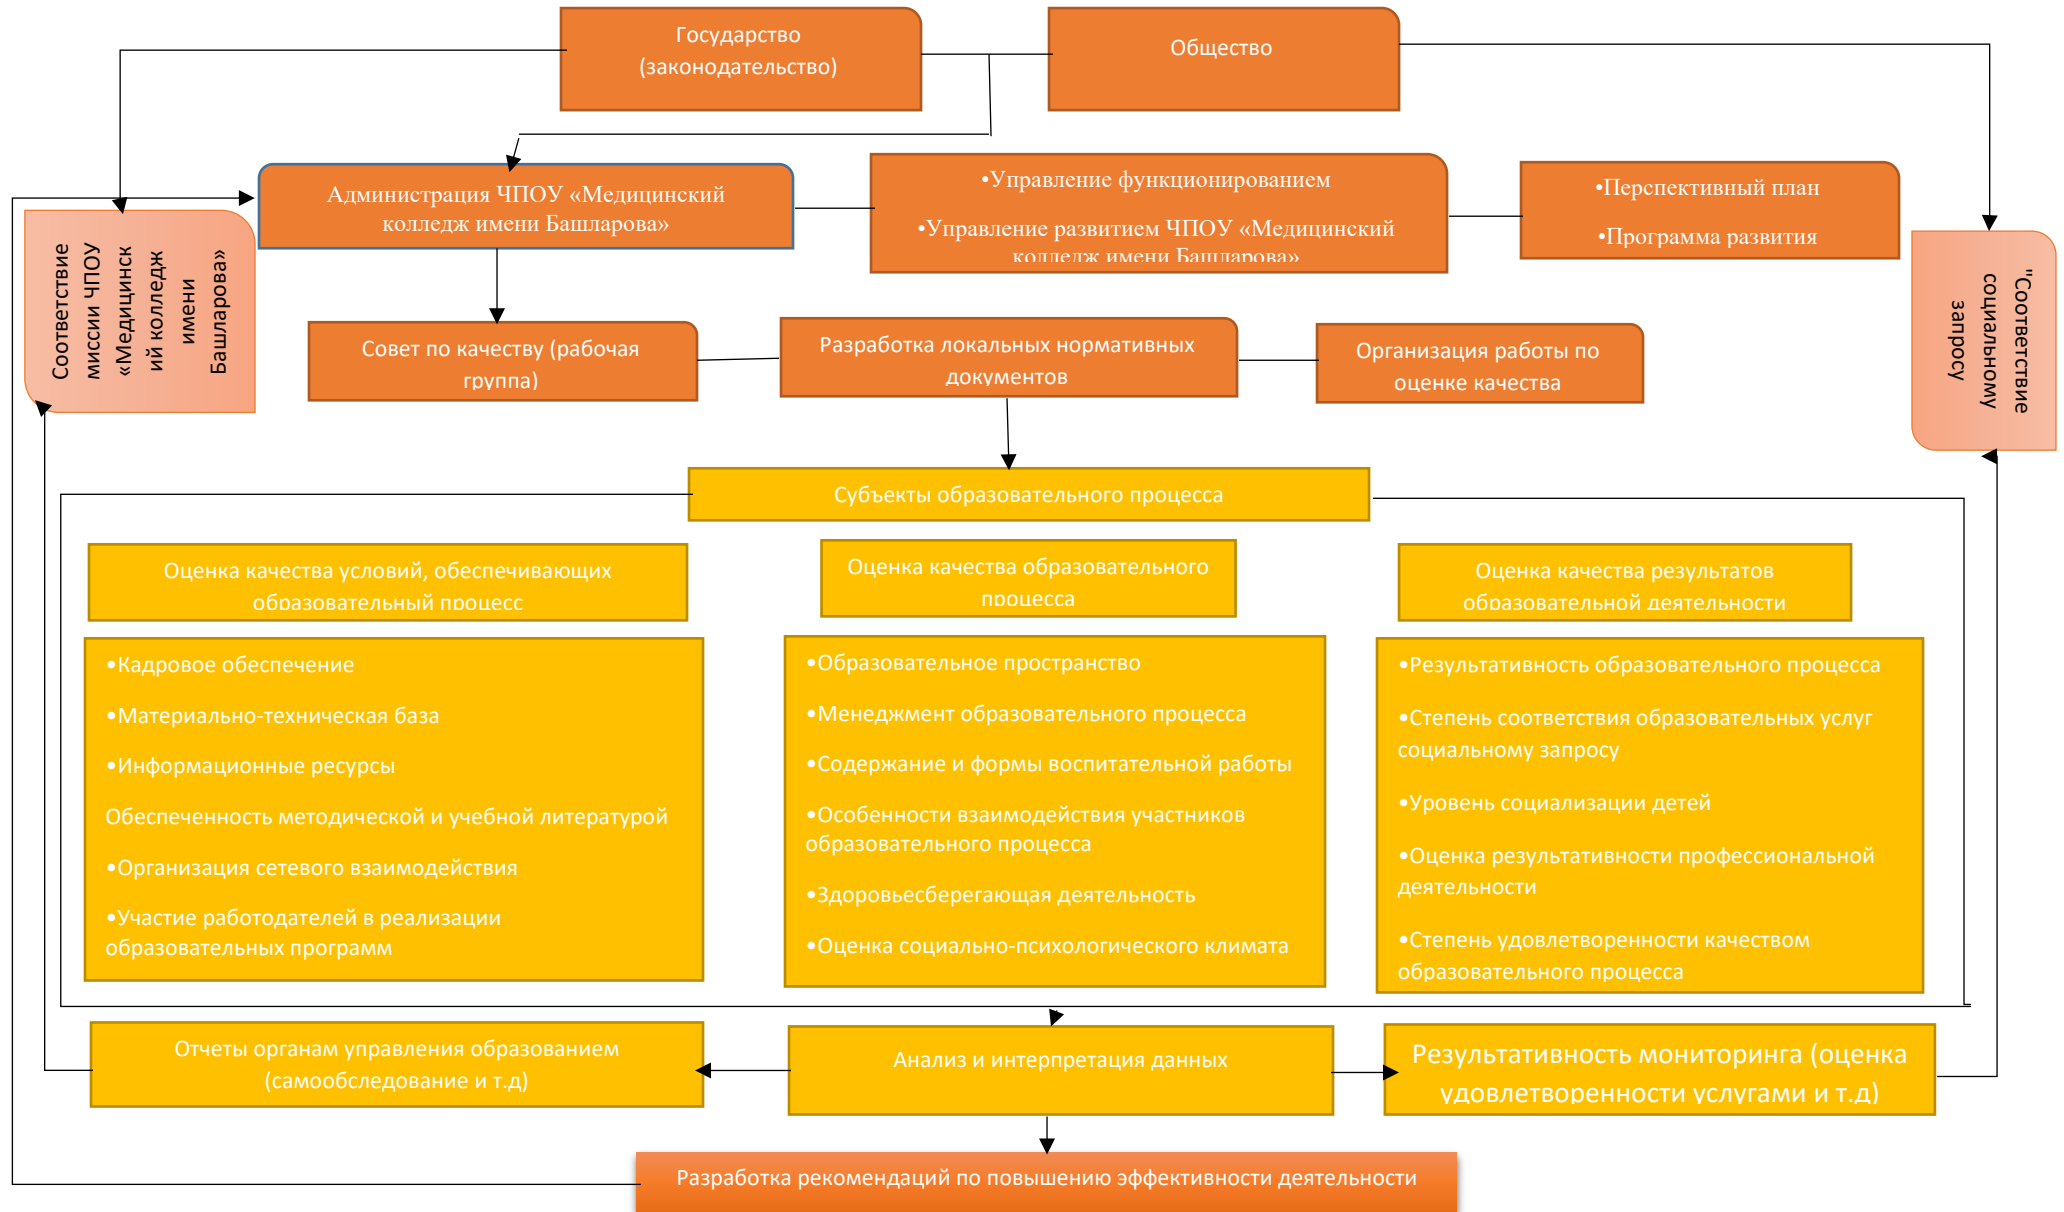 Государство
(законодательство)
Общество
Администрация ЧПОУ «Медицинский
колледж имени Башларова»
•Управление функционированием
•Управление развитием ЧПОУ «Медицинский
колледж имени Башларова»
•Перспективный план
•Программа развития
Соответствие
миссии ЧПОУ
«Медицинск
ий колледж
имени
Башларова»
"Соответствие
социальному
запросу
Совет по качеству (рабочая
группа)
Разработка локальных нормативных
документов
Организация работы по
оценке качества
Субъекты образовательного процесса
Оценка качества условий, обеспечивающих
образовательный процесс
Оценка качества образовательного
процесса
Оценка качества результатов
образовательной деятельности
•Кадровое обеспечение
•Материально-техническая база
•Информационные ресурсы
Обеспеченность методической и учебной литературой
•Организация сетевого взаимодействия
•Участие работодателей в реализации
образовательных программ
•Образовательное пространство
•Менеджмент образовательного процесса
•Содержание и формы воспитательной работы
•Особенности взаимодействия участников
образовательного процесса
•Здоровьесберегающая деятельность
•Оценка социально-психологического климата
•Результативность образовательного процесса
•Степень соответствия образовательных услуг
социальному запросу
•Уровень социализации детей
•Оценка результативности профессиональной
деятельности
•Степень удовлетворенности качеством
образовательного процесса
Отчеты органам управления образованием
(самообследование и т.д)
Анализ и интерпретация данных
Результативность мониторинга (оценка
удовлетворенности услугами и т.д)
Разработка рекомендаций по повышению эффективности деятельности